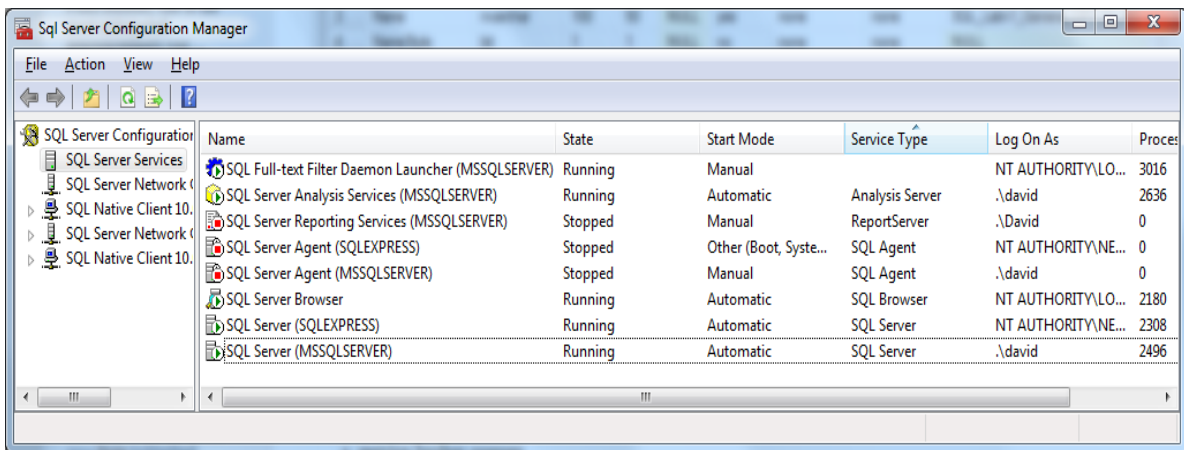 Sql Server Configuration Manager
File Action View Help
SQL Server Configuration
SQL Server Services
SQL Server Network (
SQL Native Client 10.
SQL Server Network (
SQL Native Client 10.
Name State Start Mode Service Type Log On As Proces
SQL Full-text Filter Daemon Launcher (MSSQLSERVER) Running Manual NT AUTHORITY\LO... 3016
SQL Server Analysis Services (MSSQLSERVER) Running Automatic Analysis Server .\david 2636
SQL Server Reporting Services (MSSQLSERVER) Stopped Manual ReportServer .\David 0
SQL Server Agent (SQLEXPRESS) Stopped Other (Boot, Syste... SQL Agent NT AUTHORITY\NE... 0
SQL Server Agent (MSSQLSERVER) Stopped Manual SQL Agent .\david 0
SQL Server Browser Running Automatic SQL Browser NT AUTHORITY\LO... 2180
SQL Server (SQLEXPRESS) Running Automatic SQL Server NT AUTHORITY\NE... 2308
SQL Server (MSSQLSERVER) Running Automatic SQL Server .\david 2496